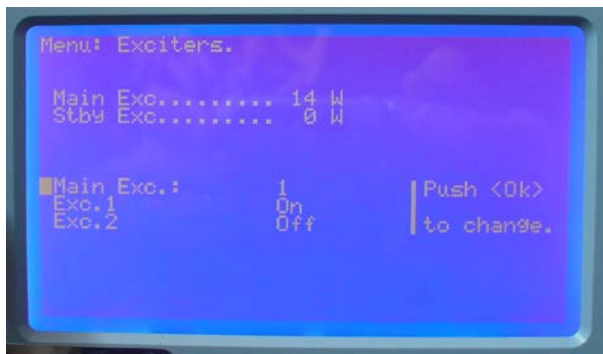 Menu: Exciters.
Main Exc.......... 14 W
Stby Exc.......... 0 W
Main Exc.: 1
Exc.1 On
Exc.2 Off
Push <Ok>
to change.